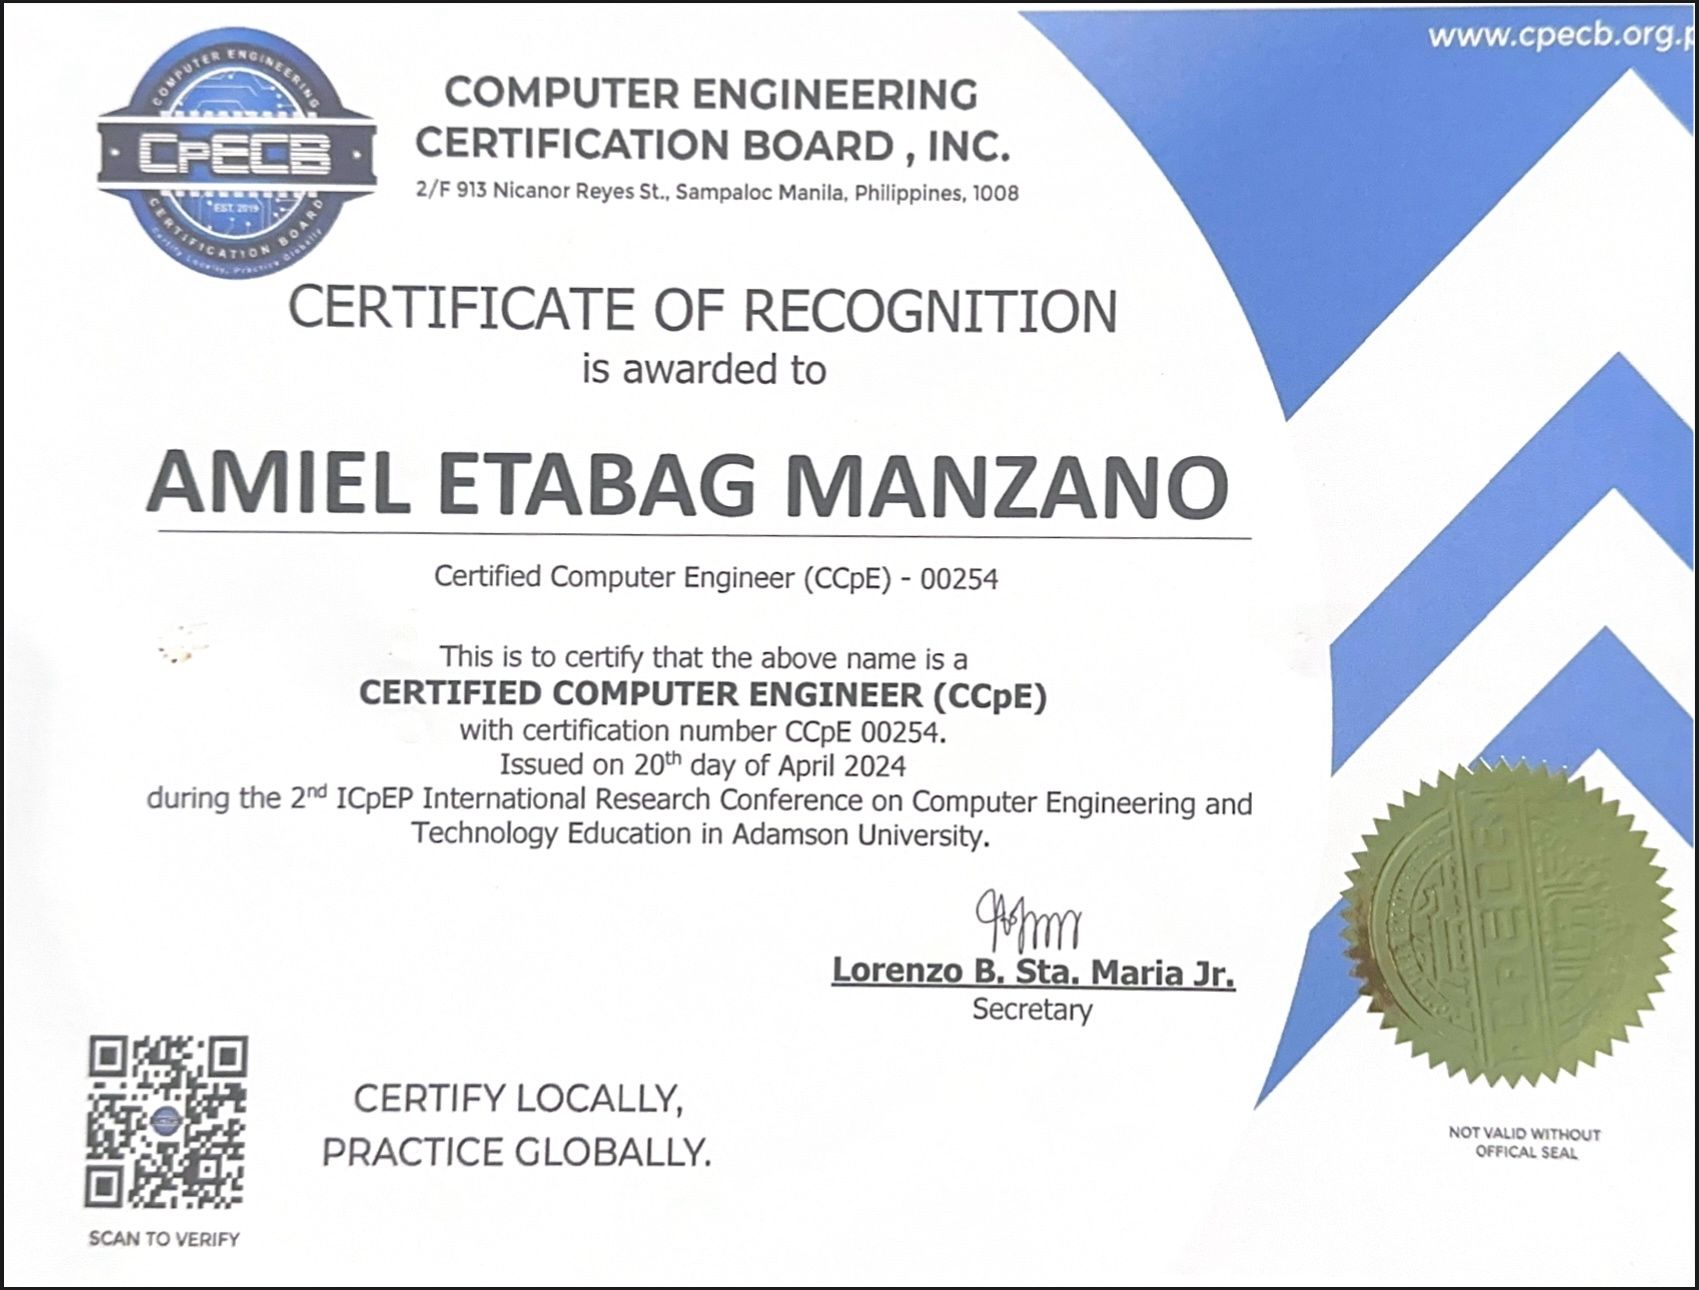 www.cpecb.org.p
COMPUTER ENGINEERING
CpECB
EST. 2019
CERTIFICATION BOARD
Certify Locally, Practice Globally
COMPUTER ENGINEERING
CERTIFICATION BOARD , INC.
2/F 913 Nicanor Reyes St., Sampaloc Manila, Philippines, 1008
CERTIFICATE OF RECOGNITION
is awarded to
AMIEL ETABAG MANZANO
Certified Computer Engineer (CCpE) - 00254
This is to certify that the above name is a
CERTIFIED COMPUTER ENGINEER (CCpE)
with certification number CCpE 00254.
Issued on 20th day of April 2024
during the 2nd ICpEP International Research Conference on Computer Engineering and
Technology Education in Adamson University.
Lorenzo B. Sta. Maria Jr.
Secretary
CPECB
NOT VALID WITHOUT
OFFICAL SEAL
CERTIFY LOCALLY,
PRACTICE GLOBALLY.
SCAN TO VERIFY